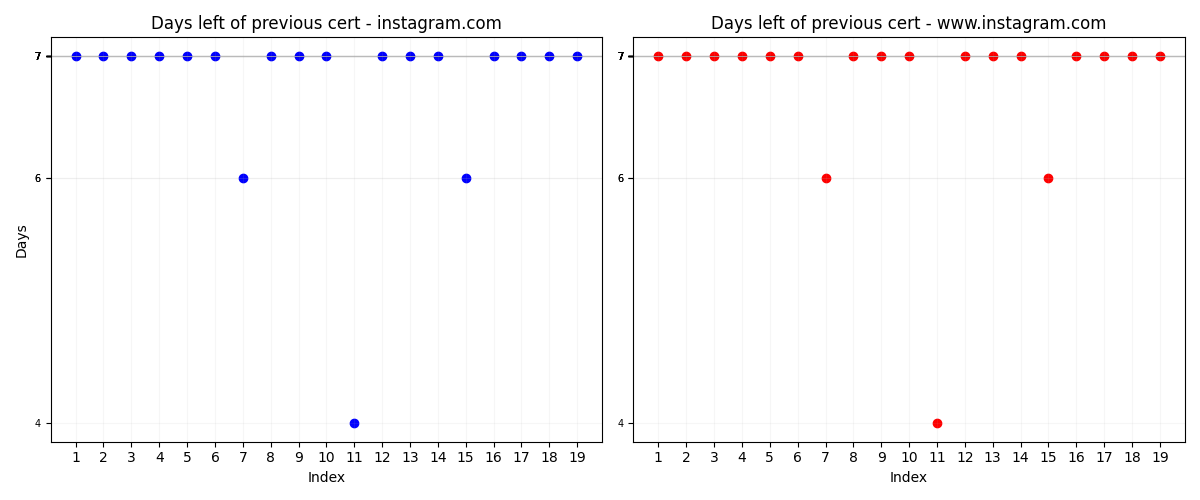 Days left of previous cert - instagram.com
Days
7
6
4
1 2 3 4 5 6 7 8 9 10 11 12 13 14 15 16 17 18 19
Index
Days left of previous cert - www.instagram.com
7
6
4
1 2 3 4 5 6 7 8 9 10 11 12 13 14 15 16 17 18 19
Index